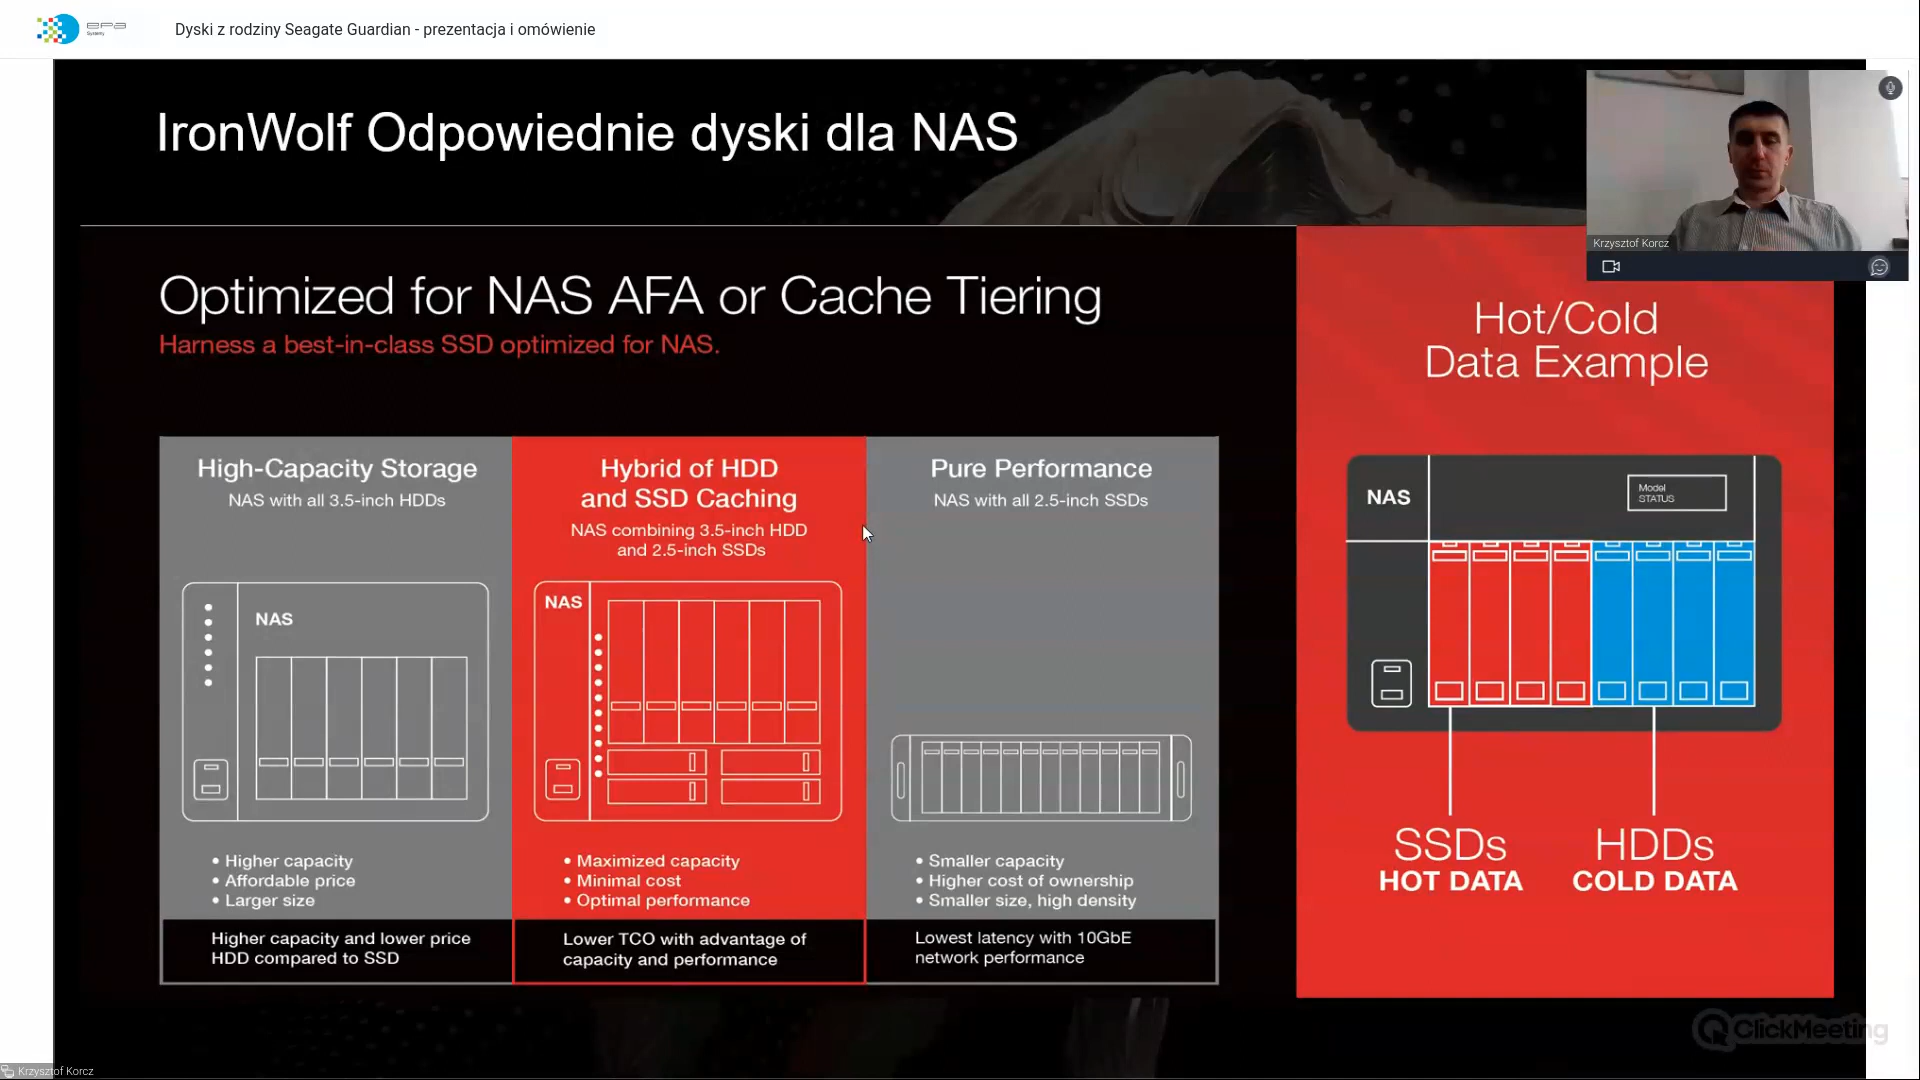 epa
Systemy
Dyski z rodziny Seagate Guardian - prezentacja i omówienie
IronWolf Odpowiednie dyski dla NAS
Krzysztof Korcz
Optimized for NAS AFA or Cache Tiering
Harness a best-in-class SSD optimized for NAS.
High-Capacity Storage
NAS with all 3.5-inch HDDs
NAS
• Higher capacity
• Affordable price
• Larger size
Higher capacity and lower price
HDD compared to SSD
Hybrid of HDD
and SSD Caching
NAS combining 3.5-inch HDD
and 2.5-inch SSDs
NAS
• Maximized capacity
• Minimal cost
• Optimal performance
Lower TCO with advantage of
capacity and performance
Pure Performance
NAS with all 2.5-inch SSDs
• Smaller capacity
• Higher cost of ownership
• Smaller size, high density
Lowest latency with 10GbE
network performance
Hot/Cold
Data Example
NAS
Model
STATUS
SSDs
HOT DATA
HDDs
COLD DATA
ClickMeeting
Krzysztof Korcz